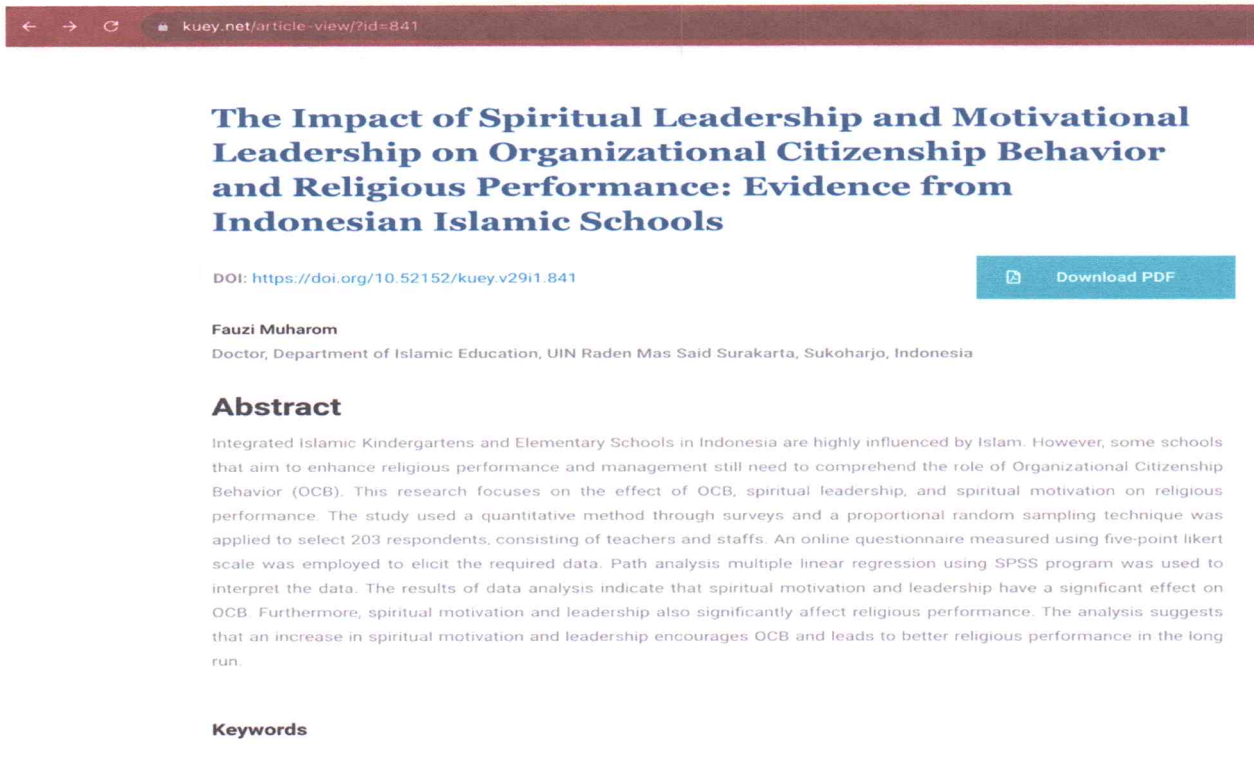 kuey.net/article-view/?id=841
The Impact of Spiritual Leadership and Motivational
Leadership on Organizational Citizenship Behavior
and Religious Performance: Evidence from
Indonesian Islamic Schools
DOI: https://doi.org/10.52152/kuey.v29i1.841
Download PDF
Fauzi Muharom
Doctor, Department of Islamic Education, UIN Raden Mas Said Surakarta, Sukoharjo, Indonesia
Abstract
Integrated Islamic Kindergartens and Elementary Schools in Indonesia are highly influenced by Islam. However, some schools
that aim to enhance religious performance and management still need to comprehend the role of Organizational Citizenship
Behavior (OCB). This research focuses on the effect of OCB, spiritual leadership, and spiritual motivation on religious
performance. The study used a quantitative method through surveys and a proportional random sampling technique was
applied to select 203 respondents, consisting of teachers and staffs. An online questionnaire measured using five-point likert
scale was employed to elicit the required data. Path analysis multiple linear regression using SPSS program was used to
interpret the data. The results of data analysis indicate that spiritual motivation and leadership have a significant effect on
OCB. Furthermore, spiritual motivation and leadership also significantly affect religious performance. The analysis suggests
that an increase in spiritual motivation and leadership encourages OCB and leads to better religious performance in the long
run.
Keywords